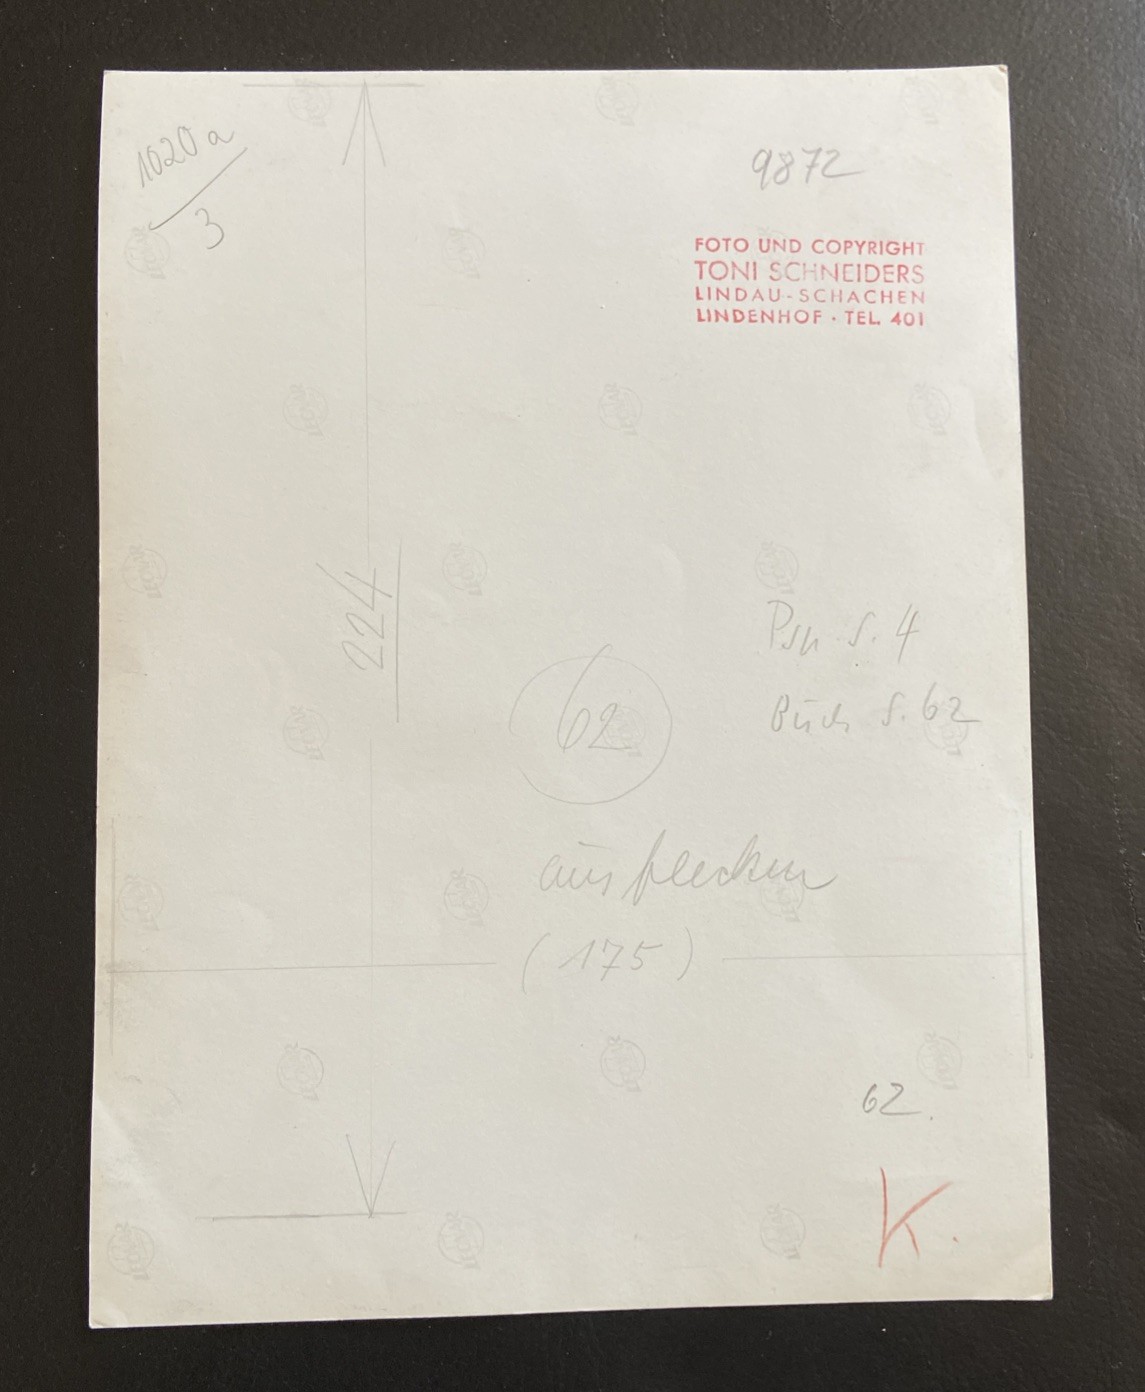 1020 a
3
9872
FOTO UND COPYRIGHT
TONI SCHNEIDERS
LINDAU-SCHACHEN
LINDENHOF · TEL. 401
224
S. 4
62
Buch S. 62
ausflecken
(175)
62.
K.